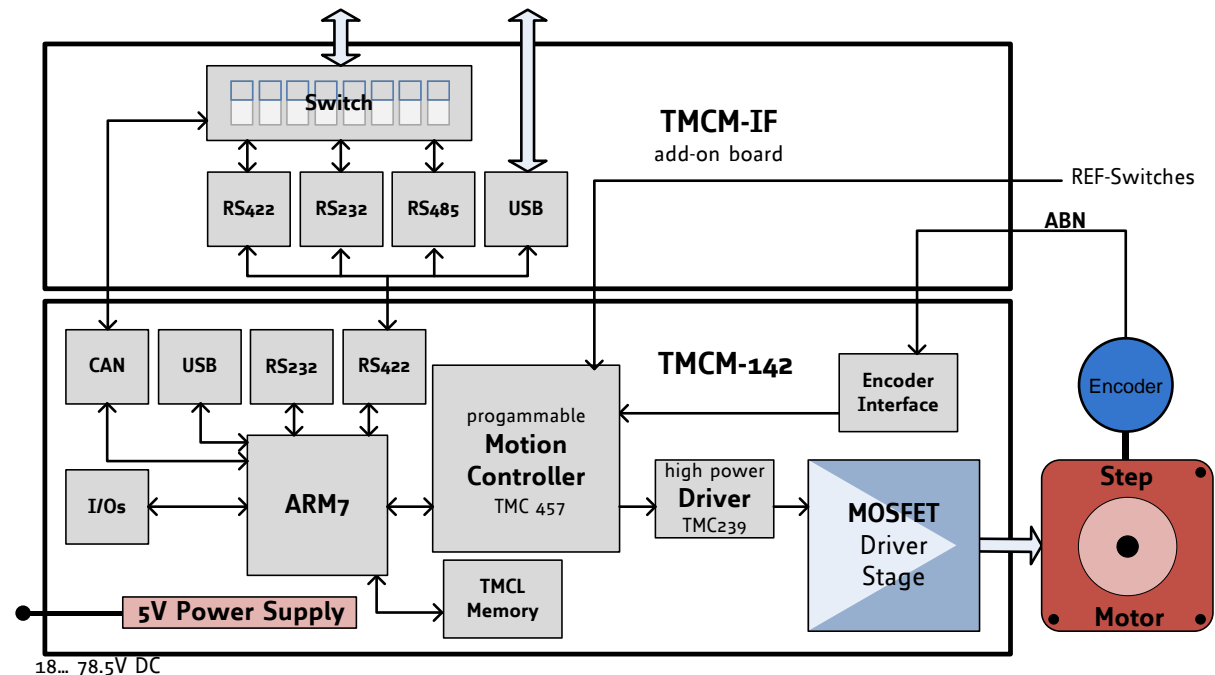 Switch
TMCM-IF
add-on board
REF-Switches
RS422
RS232
RS485
USB
ABN
CAN
USB
RS232
RS422
TMCM-142
Encoder
Interface
Encoder
progammable
Motion
Controller
TMC 457
high power
Driver
TMC239
MOSFET
Driver
Stage
Step
Motor
I/Os
ARM7
TMCL
Memory
5V Power Supply
18... 78.5V DC